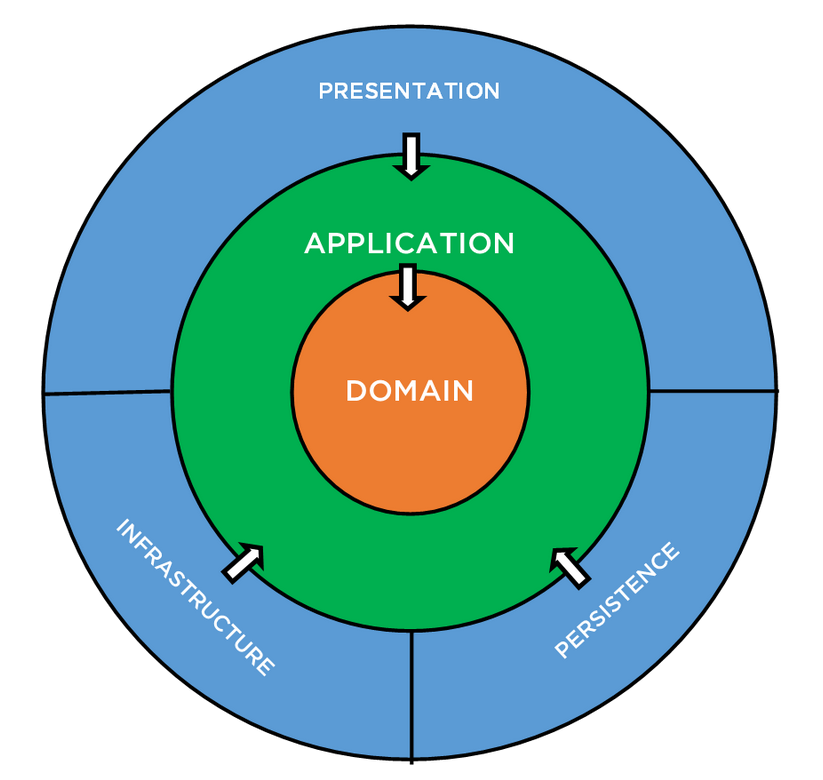 PRESENTATION
APPLICATION
DOMAIN
INFRASTRUCTURE
PERSISTENCE